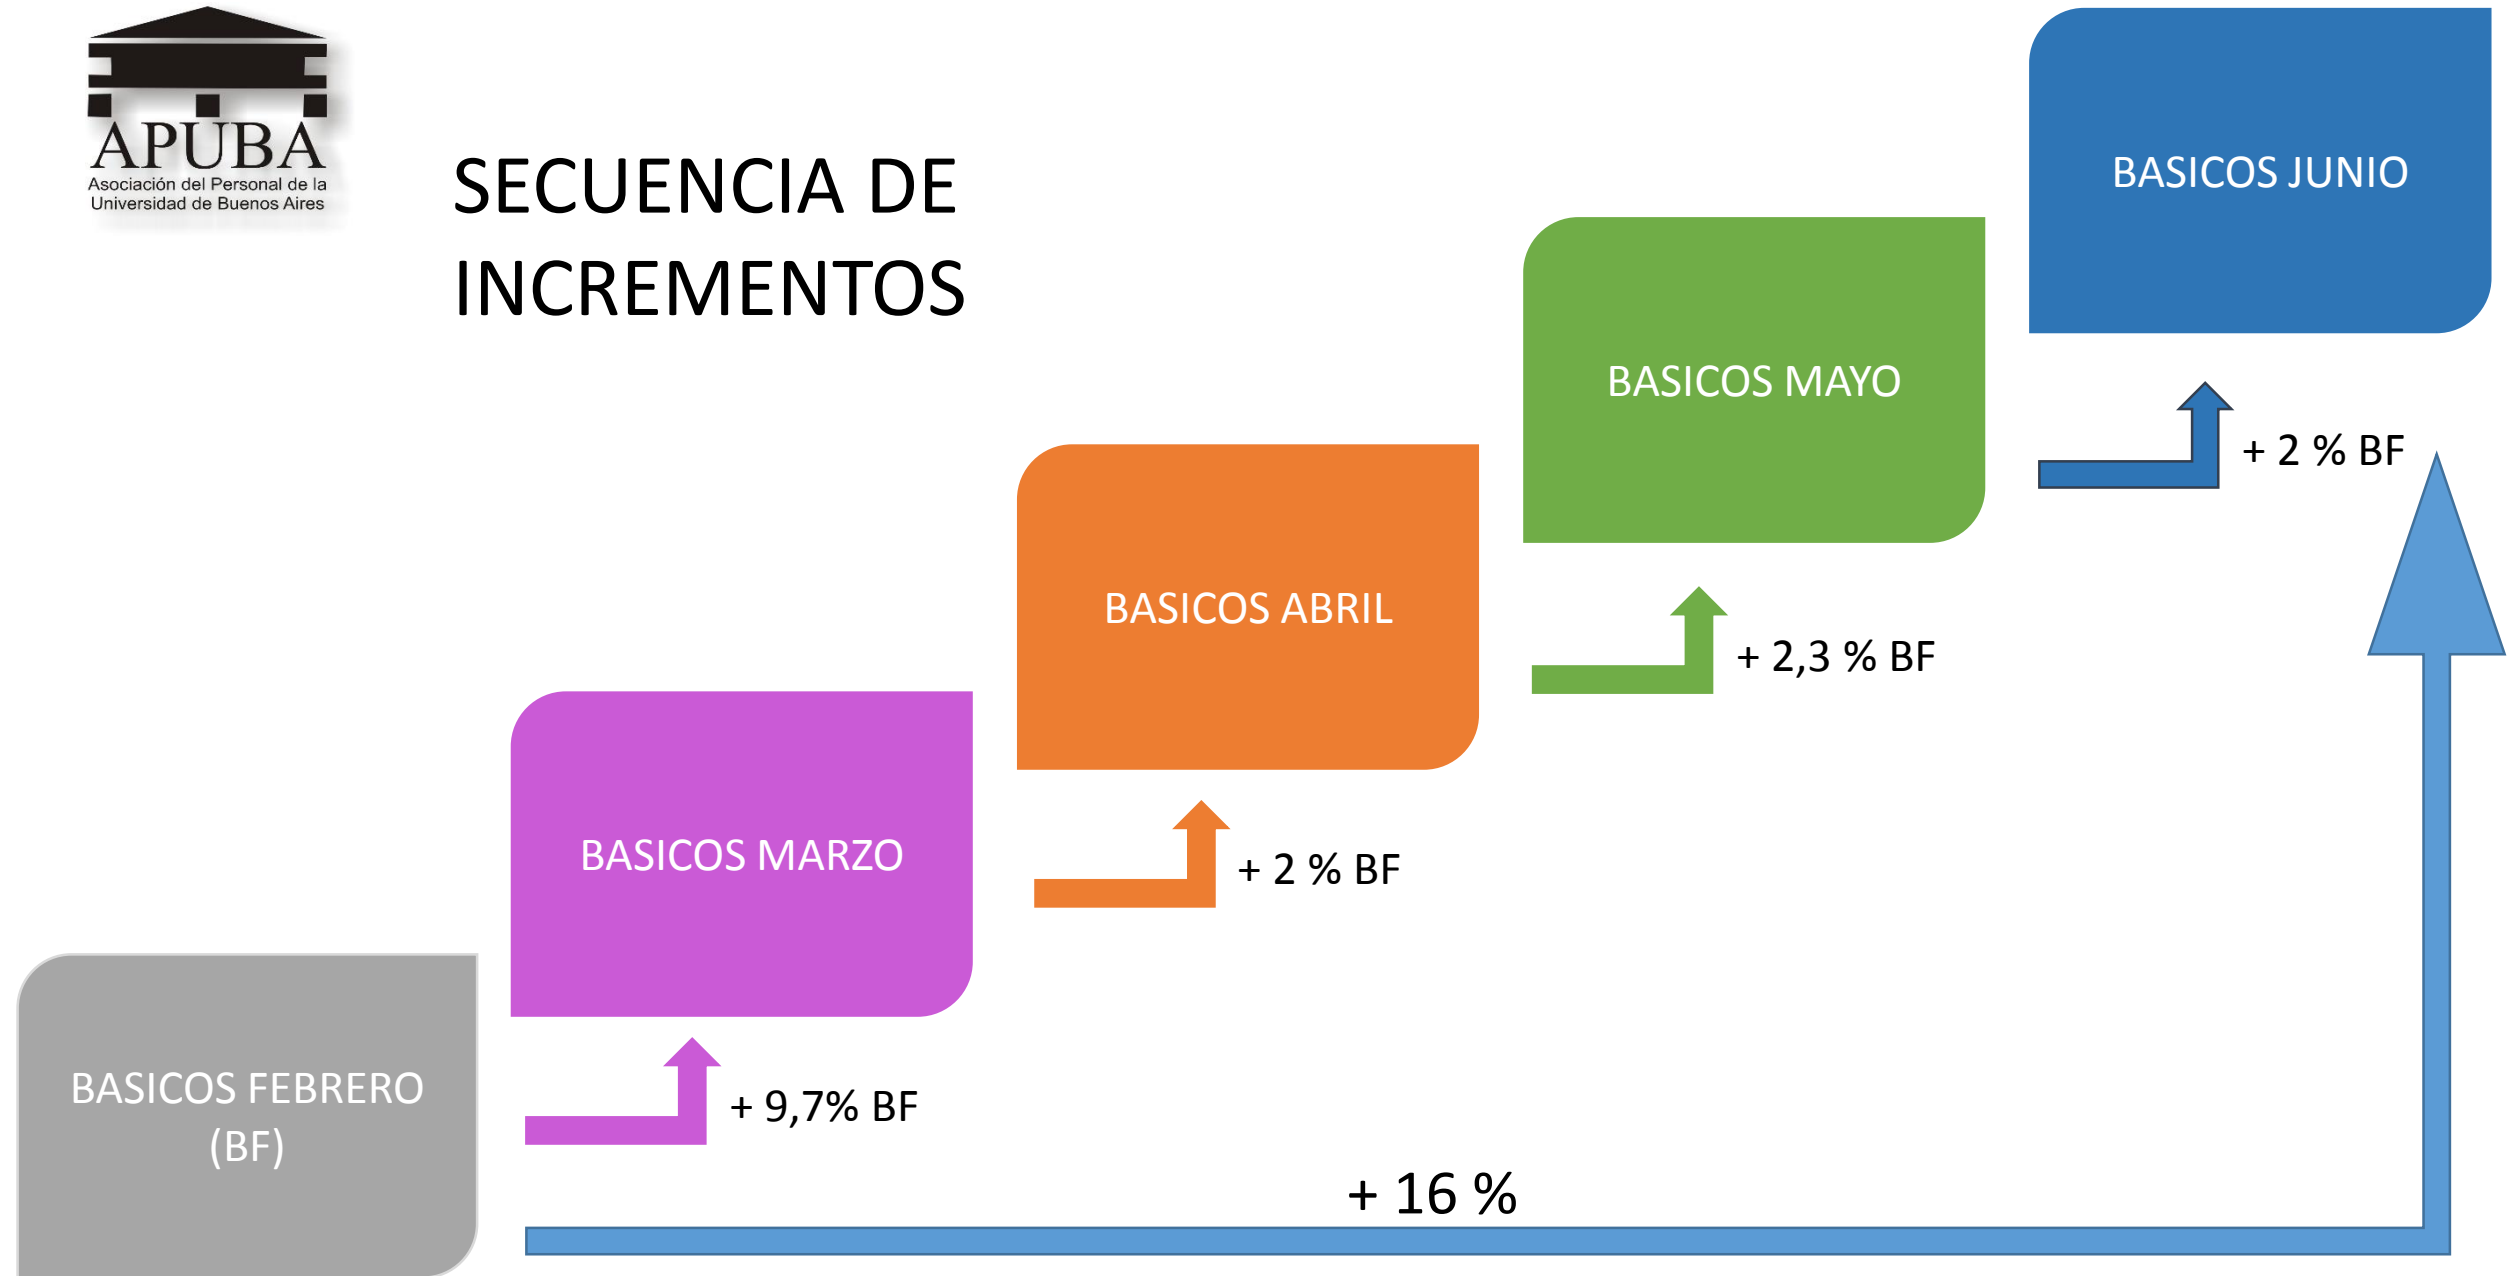 APUBA
Asociación del Personal de la
Universidad de Buenos Aires
SECUENCIA DE
INCREMENTOS
BASICOS JUNIO
+ 2 % BF
BASICOS MAYO
+ 2,3 % BF
BASICOS ABRIL
+ 2 % BF
BASICOS MARZO
+ 9,7% BF
BASICOS FEBRERO
(BF)
+ 16 %